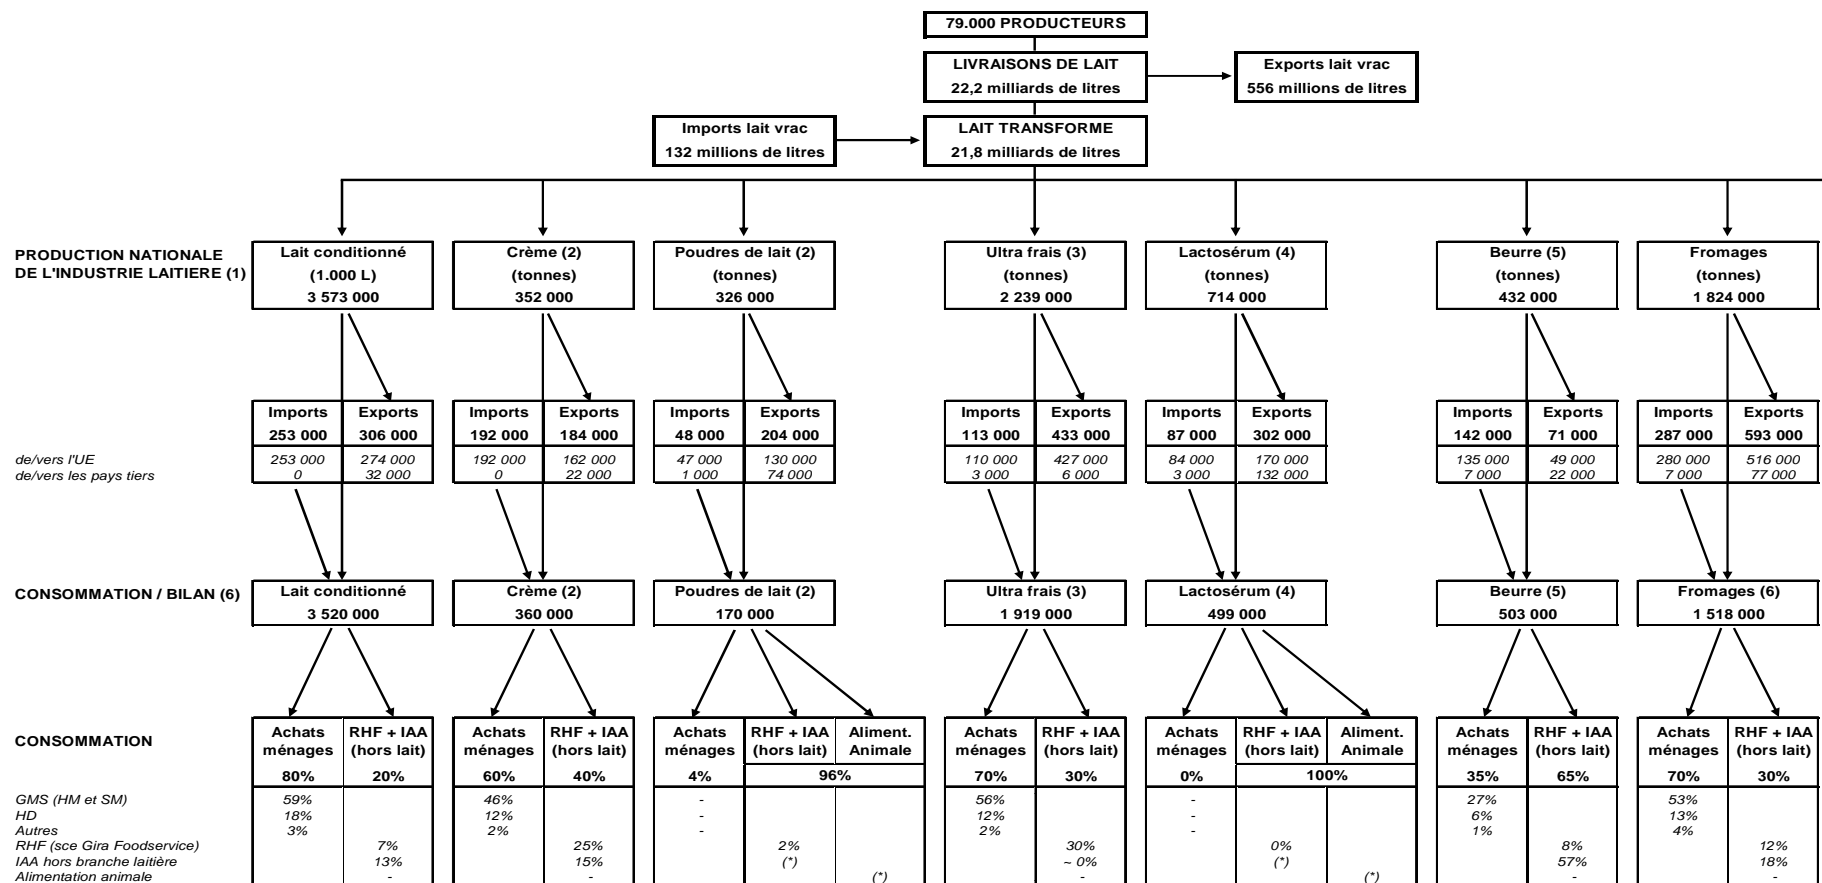 79.000 PRODUCTEURS
LIVRAISONS DE LAIT
22,2 milliards de litres
Exports lait vrac
556 millions de litres
Imports lait vrac
132 millions de litres
LAIT TRANSFORME
21,8 milliards de litres
PRODUCTION NATIONALE
DE L'INDUSTRIE LAITIERE (1)
Lait conditionné
(1.000 L)
3 573 000
Crème (2)
(tonnes)
352 000
Poudres de lait (2)
(tonnes)
326 000
Ultra frais (3)
(tonnes)
2 239 000
Lactosérum (4)
(tonnes)
714 000
Beurre (5)
(tonnes)
432 000
Fromages
(tonnes)
1 824 000
Imports Exports Imports Exports Imports Exports Imports Exports Imports Exports Imports Exports Imports Exports
253 000 306 000 192 000 184 000 48 000 204 000 113 000 433 000 87 000 302 000 142 000 71 000 287 000 593 000
de/vers l'UE 253 000 274 000 192 000 162 000 47 000 130 000 110 000 427 000 84 000 170 000 135 000 49 000 280 000 516 000
de/vers les pays tiers 0 32 000 0 22 000 1 000 74 000 3 000 6 000 3 000 132 000 7 000 22 000 7 000 77 000
CONSOMMATION / BILAN (6)
Lait conditionné
3 520 000
Crème (2)
360 000
Poudres de lait (2)
170 000
Ultra frais (3)
1 919 000
Lactosérum (4)
499 000
Beurre (5)
503 000
Fromages (6)
1 518 000
CONSOMMATION
Achats RHF + IAA Achats RHF + IAA Achats RHF + IAA Aliment. Achats RHF + IAA Achats RHF + IAA Aliment. Achats RHF + IAA Achats RHF + IAA
ménages (hors lait) ménages (hors lait) ménages (hors lait) Animale ménages (hors lait) ménages (hors lait) Animale ménages (hors lait) ménages (hors lait)
80% 20% 60% 40% 4% 96% 70% 30% 0% 100% 35% 65% 70% 30%
GMS (HM et SM) 59% 46% - 56% - 27% 53%
HD 18% 12% - 12% - 6% 13%
Autres 3% 2% - 2% - 1% 4%
RHF (sce Gira Foodservice) 7% 25% 2% 30% 0% 8% 12%
IAA hors branche laitière 13% 15% (*) ~ 0% (*) 57% 18%
Alimentation animale - - (*) - (*) - -